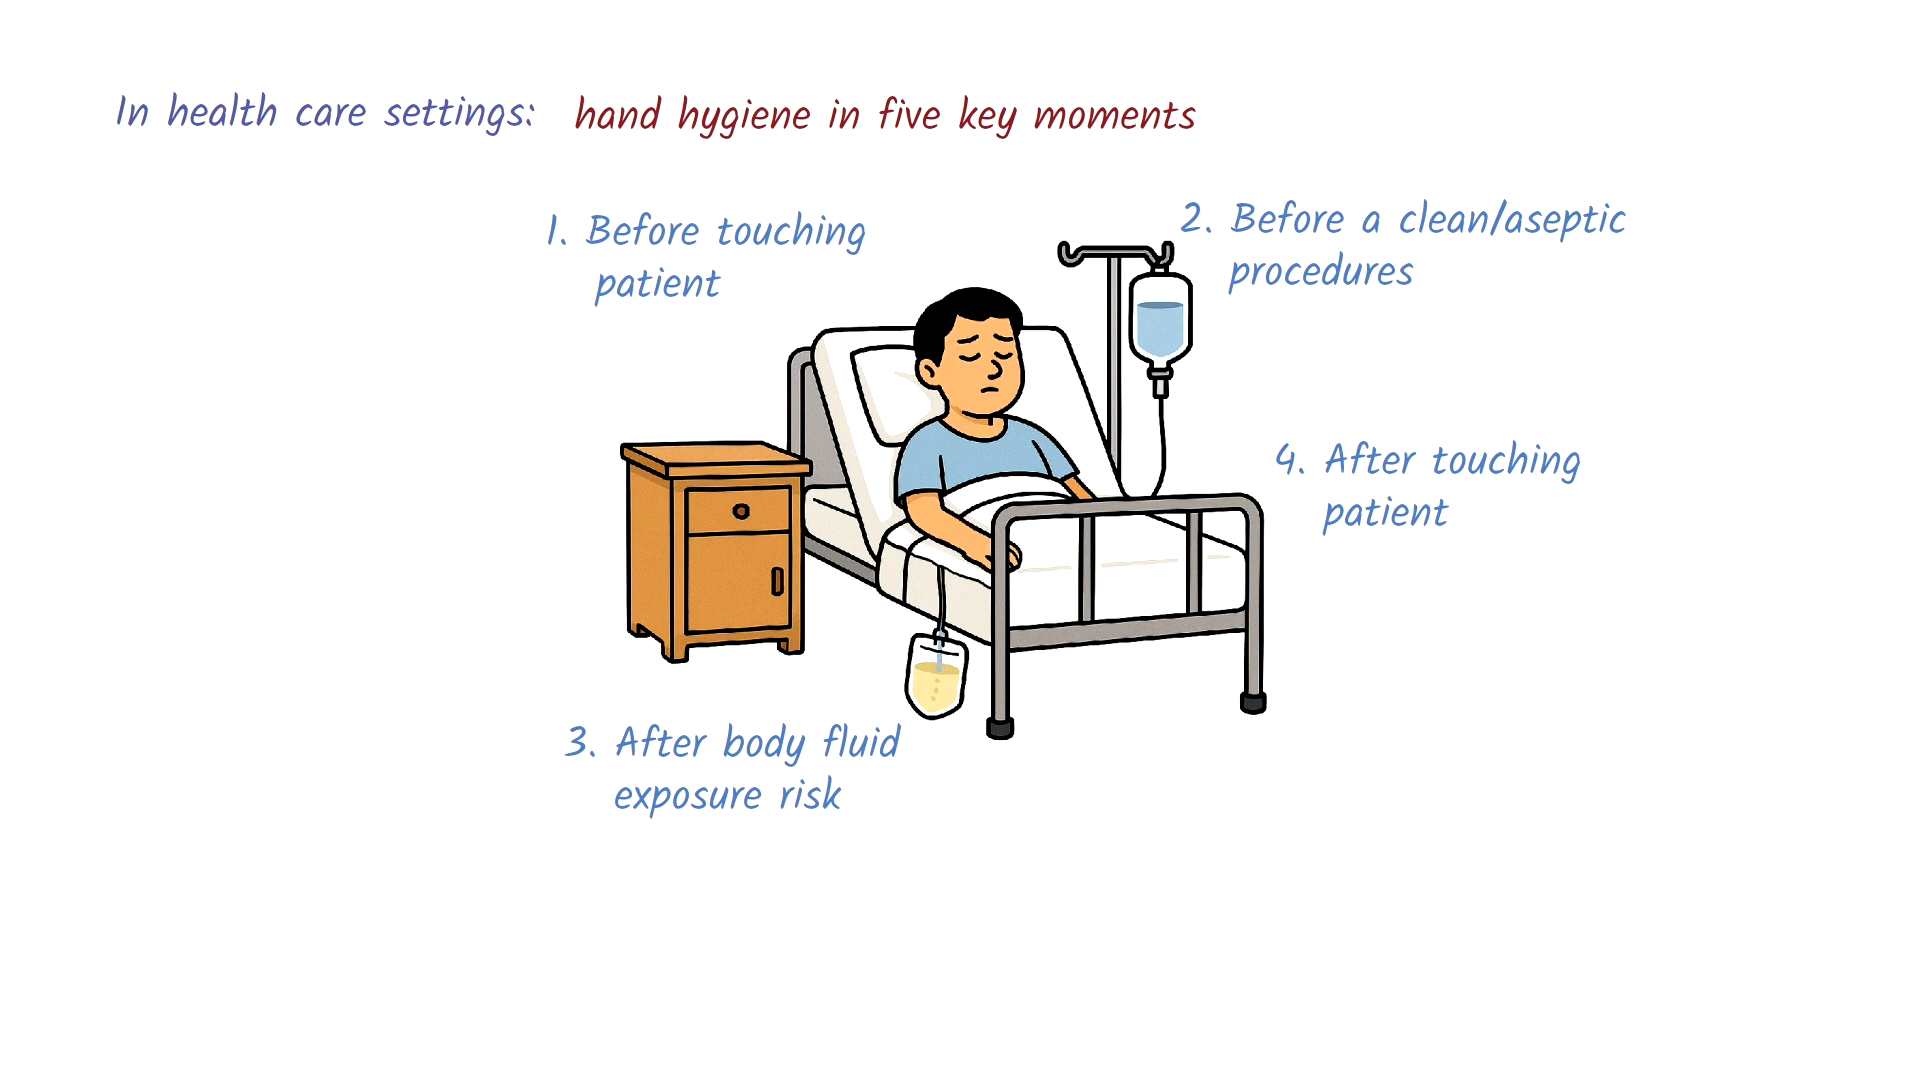 In health care settings: hand hygiene in five key moments
1. Before touching
patient
2. Before a clean/aseptic
procedures
4. After touching
patient
3. After body fluid
exposure risk